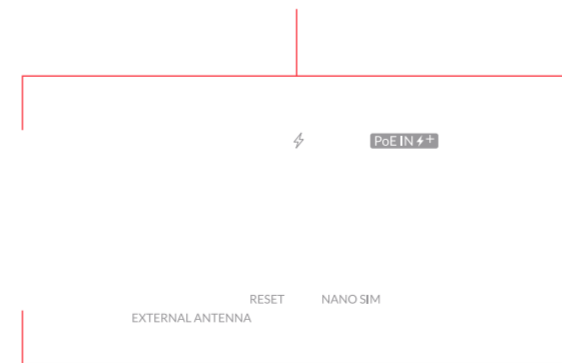 PoE IN ⚡+
RESET NANO SIM
EXTERNAL ANTENNA